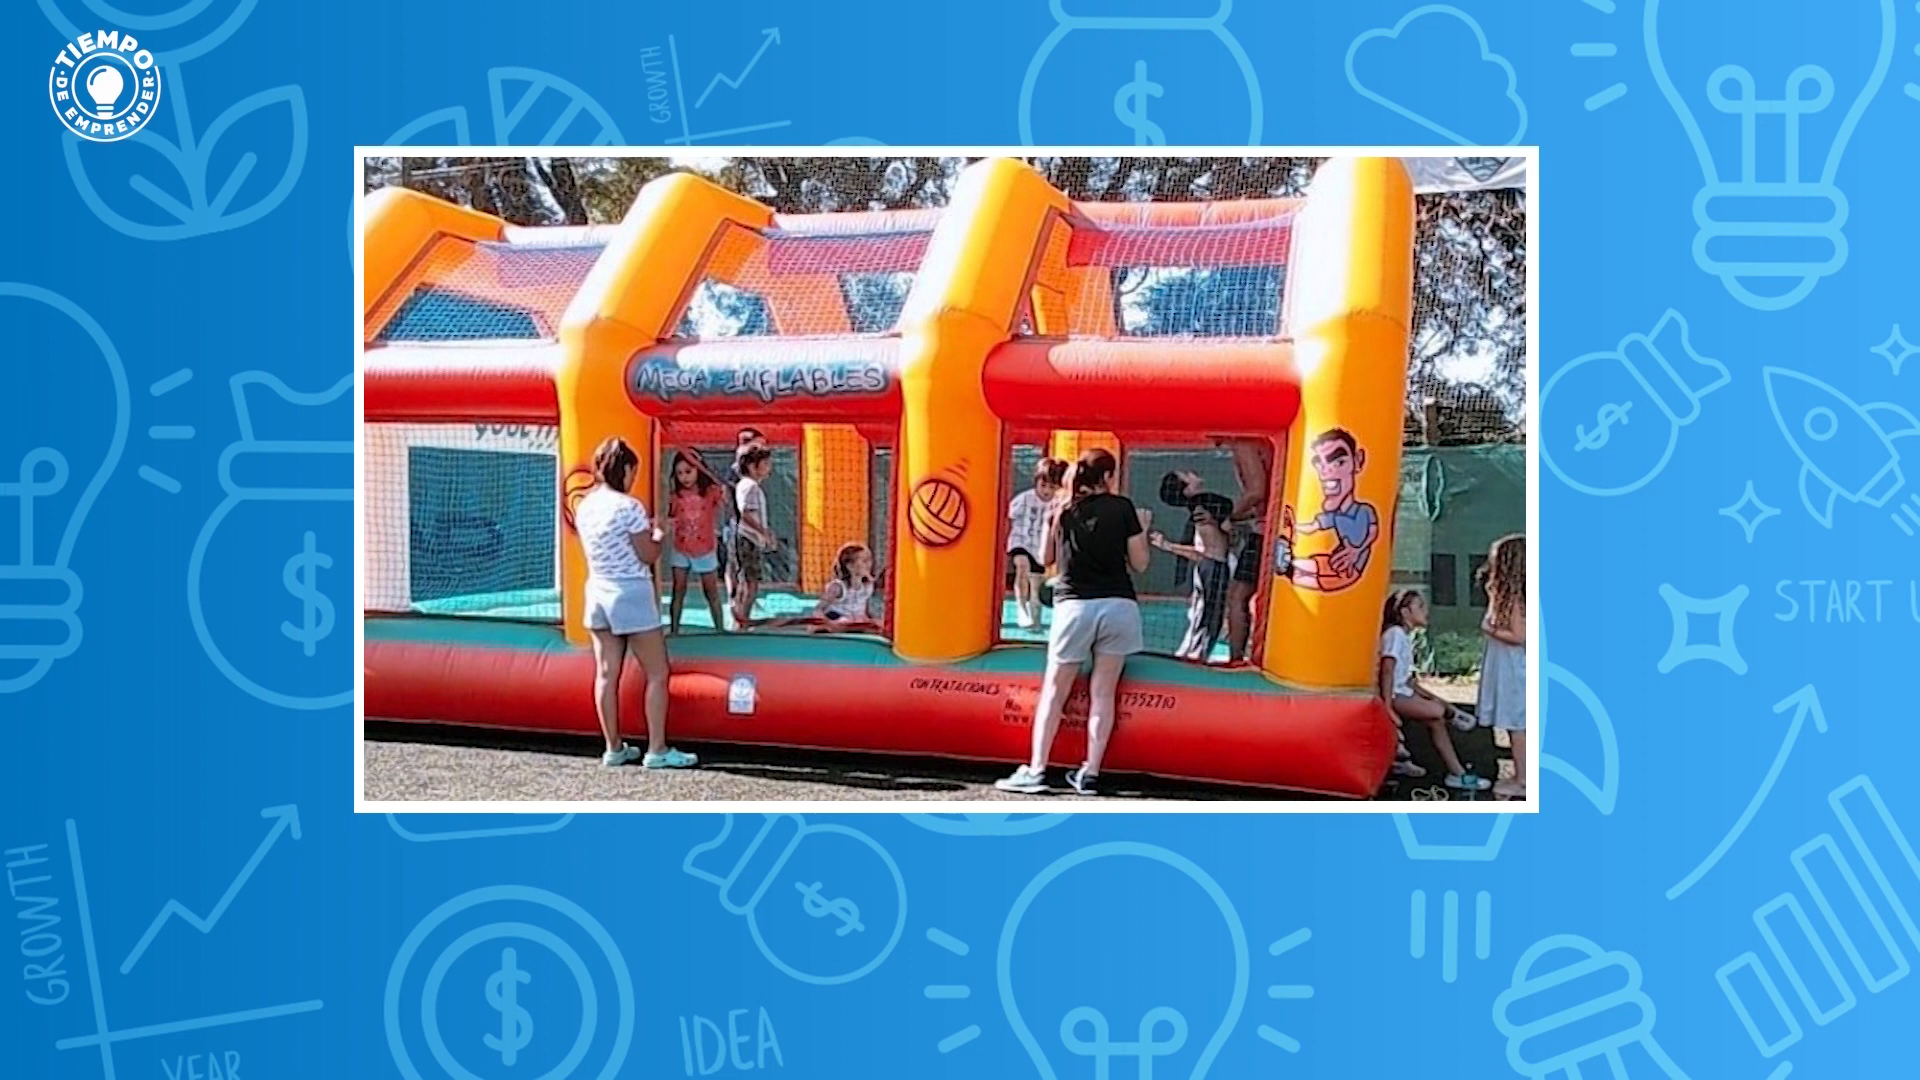 TIEMPO
DE EMPRENDER
GROWTH
MEGA-INFLABLES
CONTRATACIONES
START U
GROWTH
IDEA
YEAR